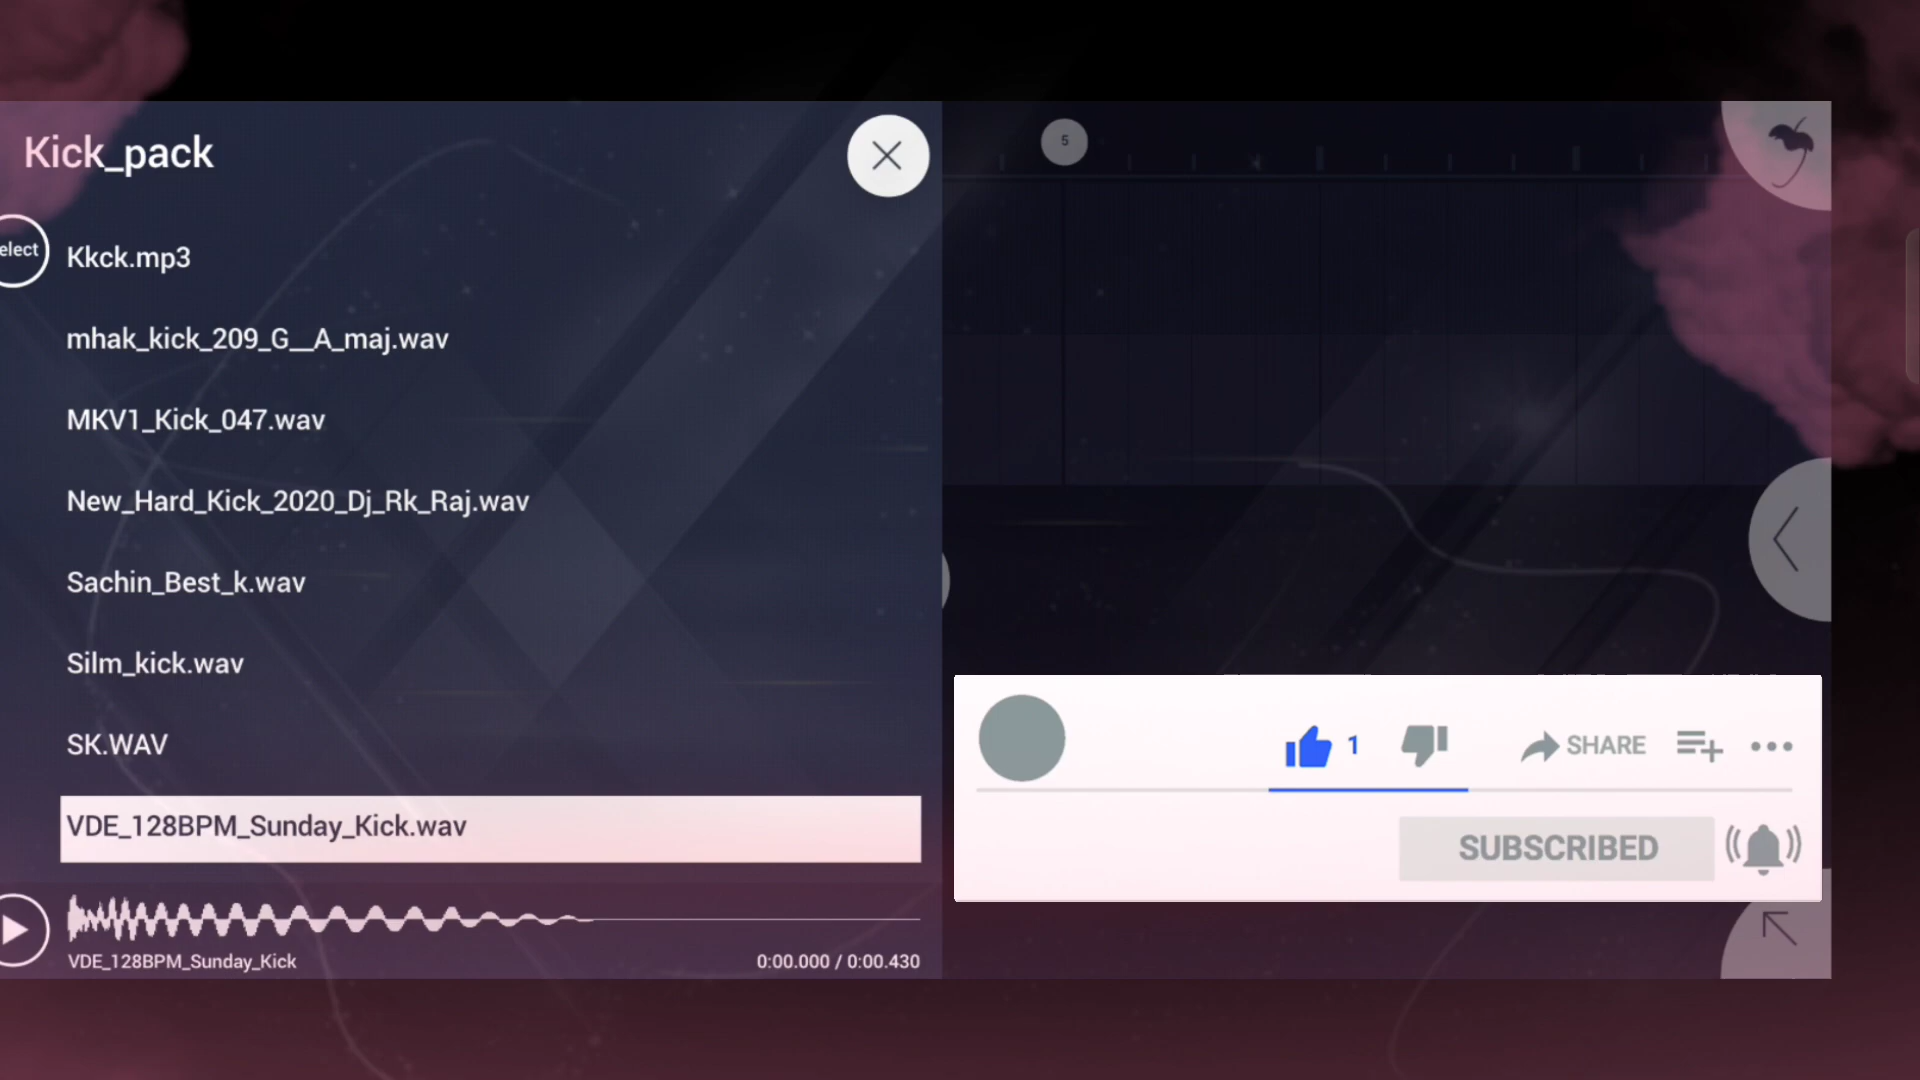 Kick_pack
5
elect
Kkck.mp3
mhak_kick_209_G__A_maj.wav
MKV1_Kick_047.wav
New_Hard_Kick_2020_Dj_Rk_Raj.wav
Sachin_Best_k.wav
Silm_kick.wav
SK.WAV
VDE_128BPM_Sunday_Kick.wav
VDE_128BPM_Sunday_Kick
0:00.000 / 0:00.430
1
SHARE
SUBSCRIBED